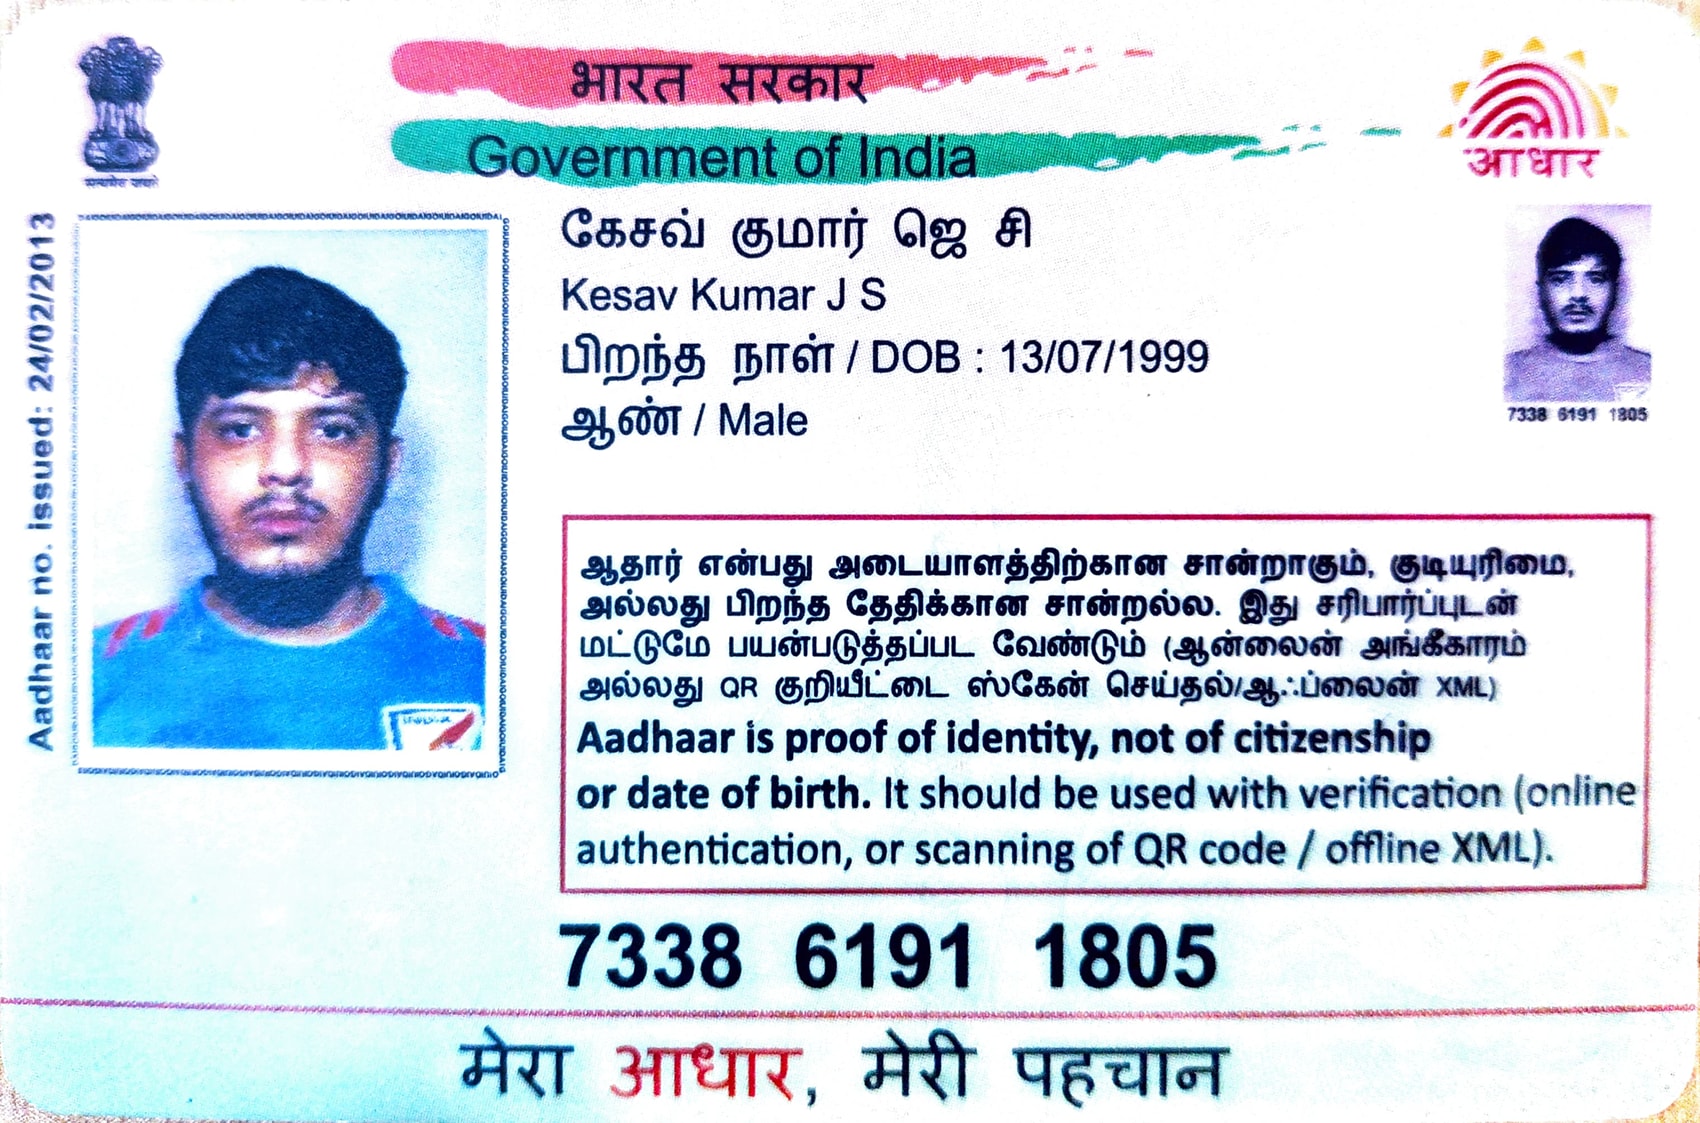 भारत सरकार
Government of India
आधार
सत्यमेव जयते
Aadhaar no. issued: 24/02/2013
கேசவ் குமார் ஜெ சி
Kesav Kumar J S
பிறந்த நாள் / DOB : 13/07/1999
ஆண் / Male
7338 6191 1805
ஆதார் என்பது அடையாளத்திற்கான சான்றாகும், குடியுரிமை,
அல்லது பிறந்த தேதிக்கான சான்றல்ல. இது சரிபார்ப்புடன்
மட்டுமே பயன்படுத்தப்பட வேண்டும் (ஆன்லைன் அங்கீகாரம்
அல்லது QR குறியீட்டை ஸ்கேன் செய்தல்/ஆஃப்லைன் XML)
Aadhaar is proof of identity, not of citizenship
or date of birth. It should be used with verification (online
authentication, or scanning of QR code / offline XML).
7338 6191 1805
मेरा आधार, मेरी पहचान